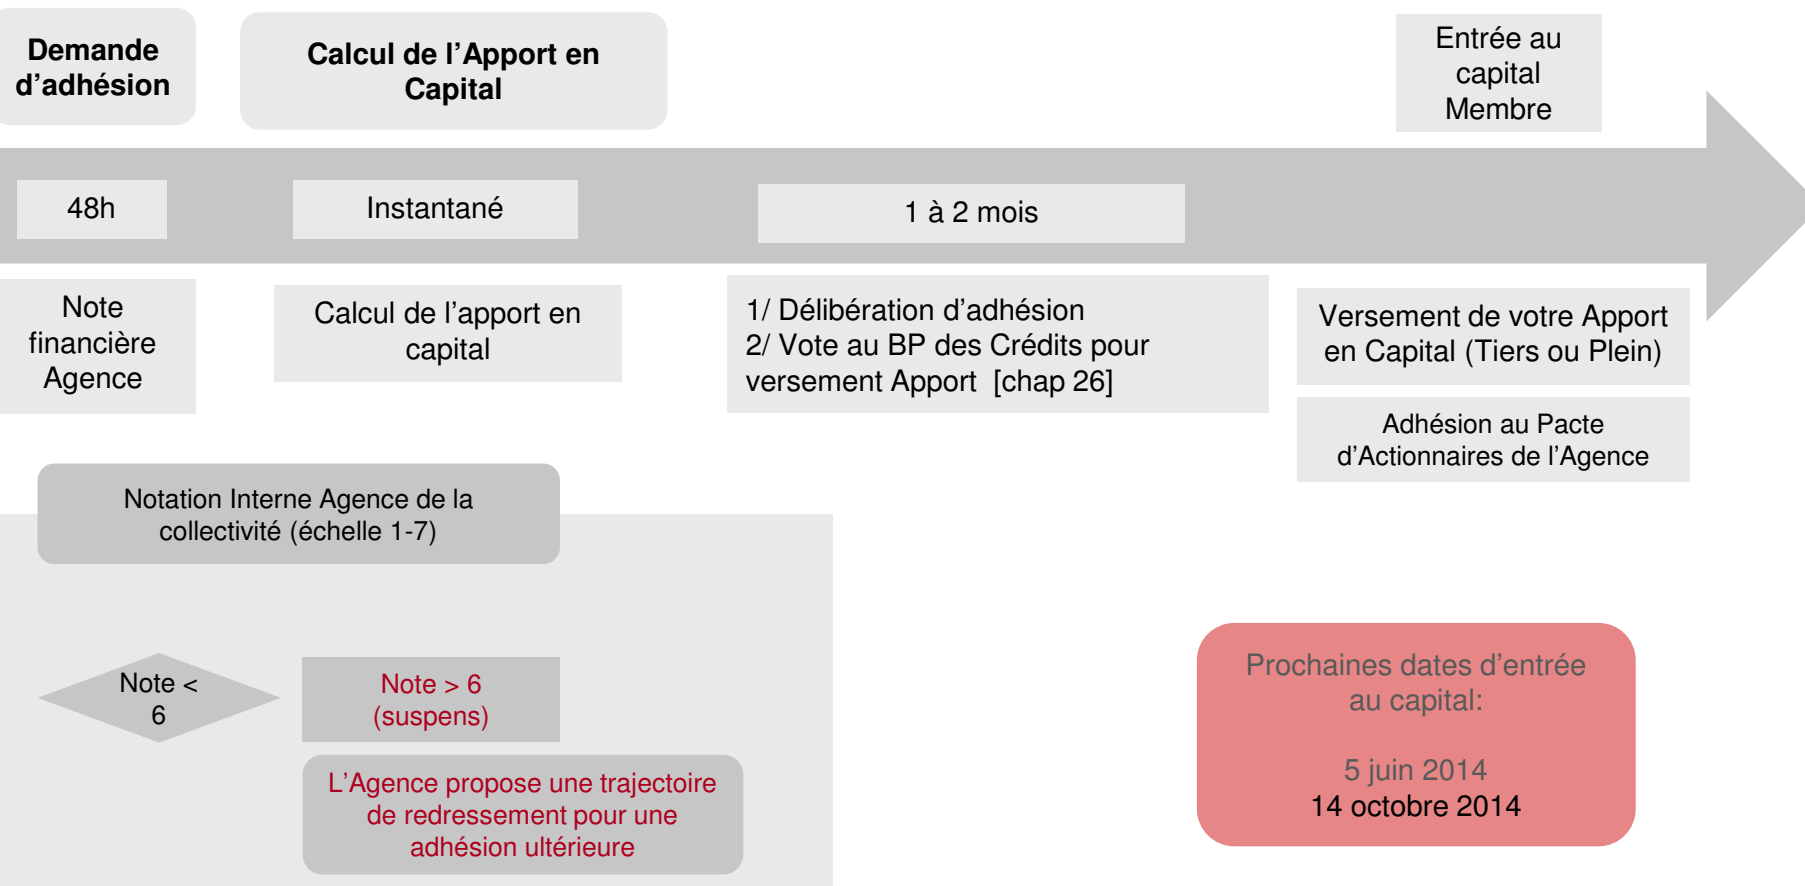 Demande
d'adhésion
Calcul de l'Apport en
Capital
Entrée au
capital
Membre
48h
Instantané
1 à 2 mois
Note
financière
Agence
Calcul de l'apport en
capital
1/ Délibération d'adhésion
2/ Vote au BP des Crédits pour
versement Apport [chap 26]
Versement de votre Apport
en Capital (Tiers ou Plein)
Adhésion au Pacte
d'Actionnaires de l'Agence
Notation Interne Agence de la
collectivité (échelle 1-7)
Note <
6
Note > 6
(suspens)
L'Agence propose une trajectoire
de redressement pour une
adhésion ultérieure
Prochaines dates d'entrée
au capital:
5 juin 2014
14 octobre 2014